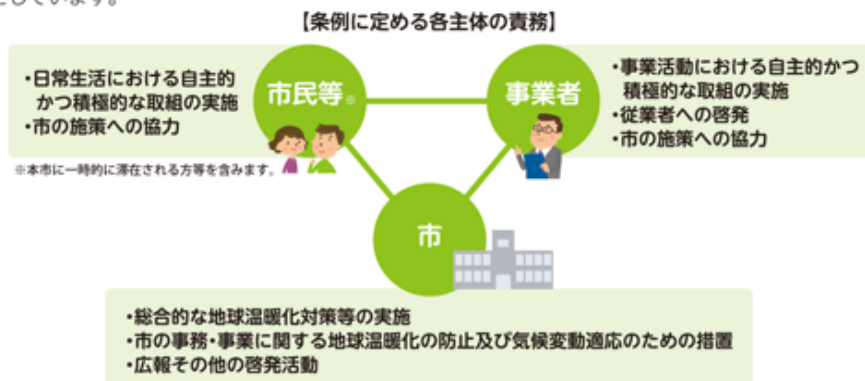 にしています。
【条例に定める各主体の責務】
・日常生活における自主的
かつ積極的な取組の実施
・市の施策への協力
市民等※
※本市に一時的に滞在される方等を含みます。
事業者
・事業活動における自主的かつ
積極的な取組の実施
・従業者への啓発
・市の施策への協力
市
・総合的な地球温暖化対策等の実施
・市の事務・事業に関する地球温暖化の防止及び気候変動適応のための措置
・広報その他の啓発活動